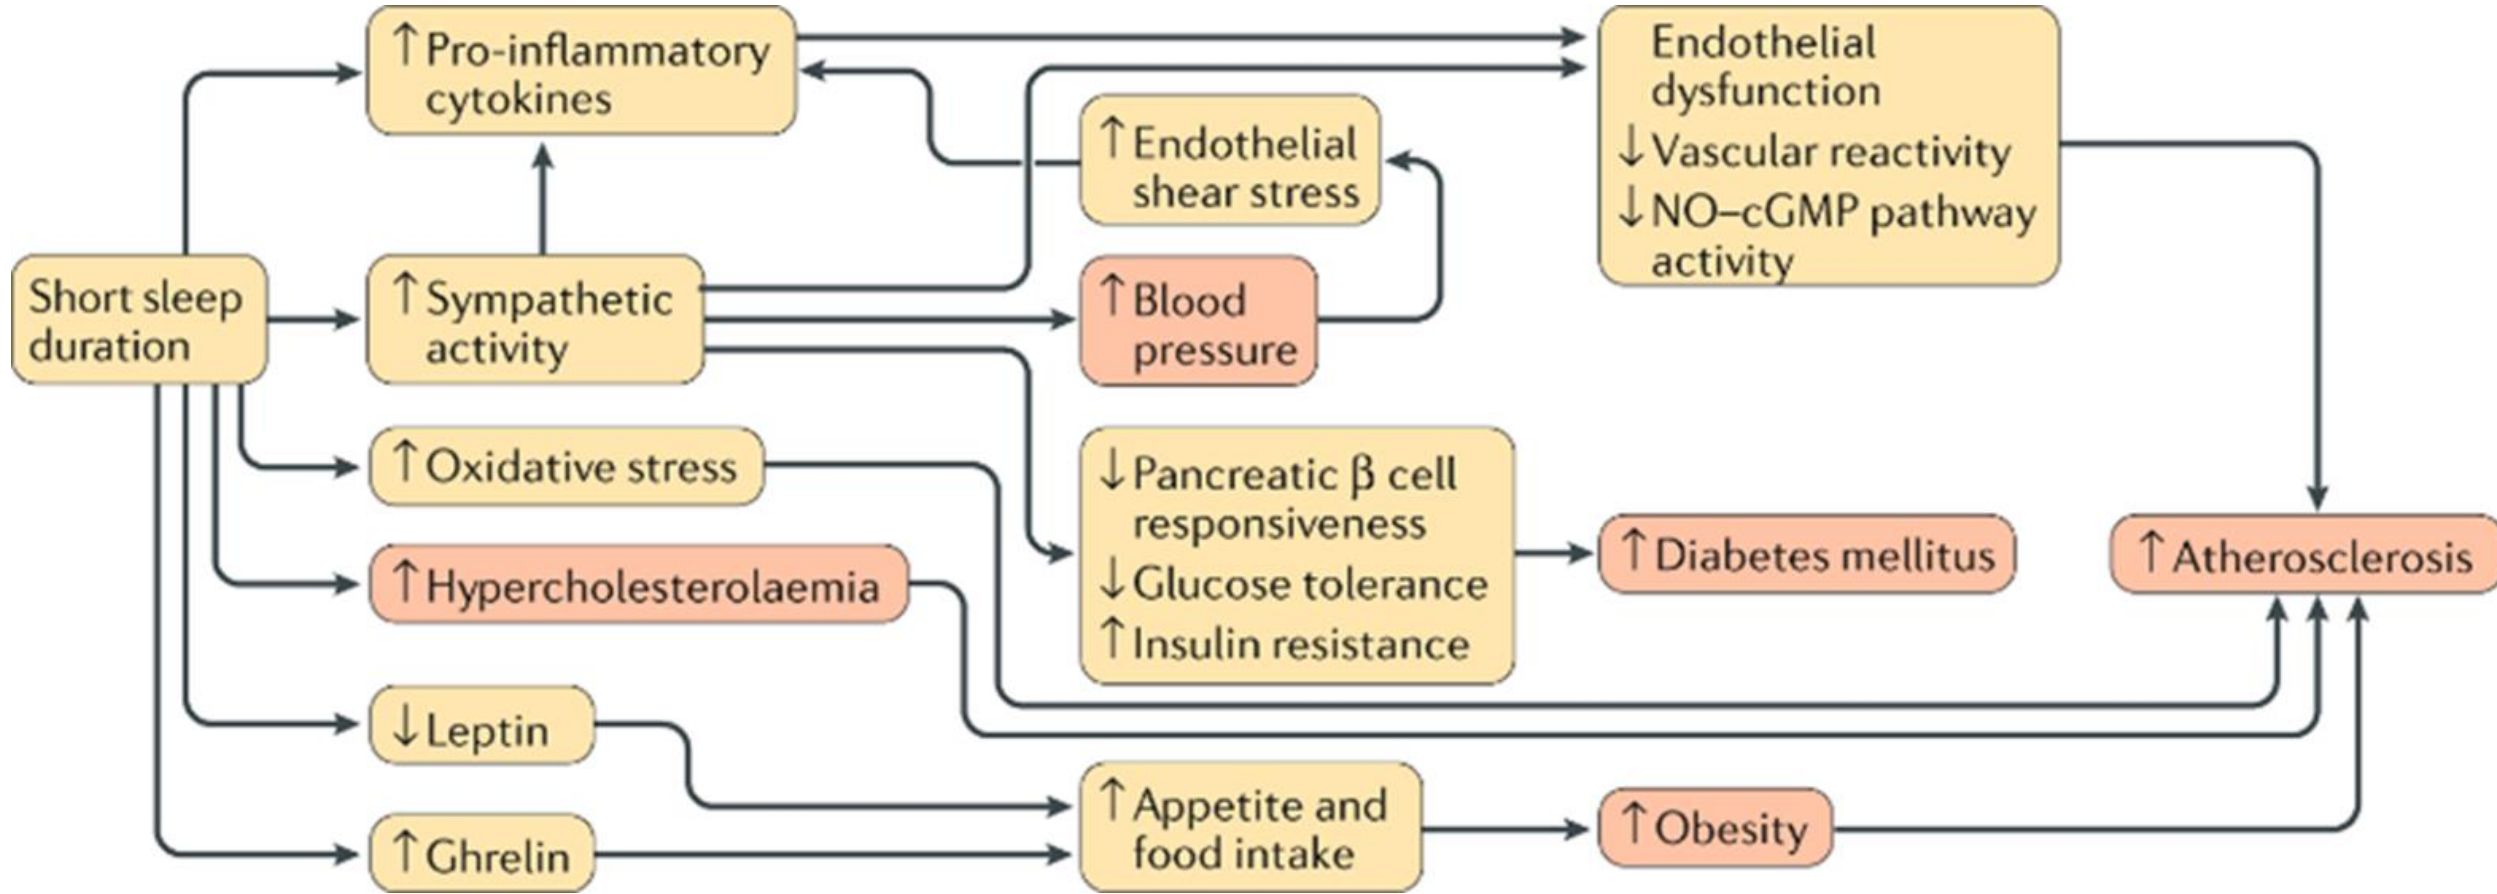 ↑ Pro-inflammatory
cytokines
Endothelial
dysfunction
↓ Vascular reactivity
↓ NO–cGMP pathway
activity
↑ Endothelial
shear stress
Short sleep
duration
↑ Sympathetic
activity
↑ Blood
pressure
↑ Oxidative stress
↓ Pancreatic β cell
responsiveness
↓ Glucose tolerance
↑ Insulin resistance
↑ Diabetes mellitus
↑ Atherosclerosis
↑ Hypercholesterolaemia
↓ Leptin
↑ Appetite and
food intake
↑ Obesity
↑ Ghrelin